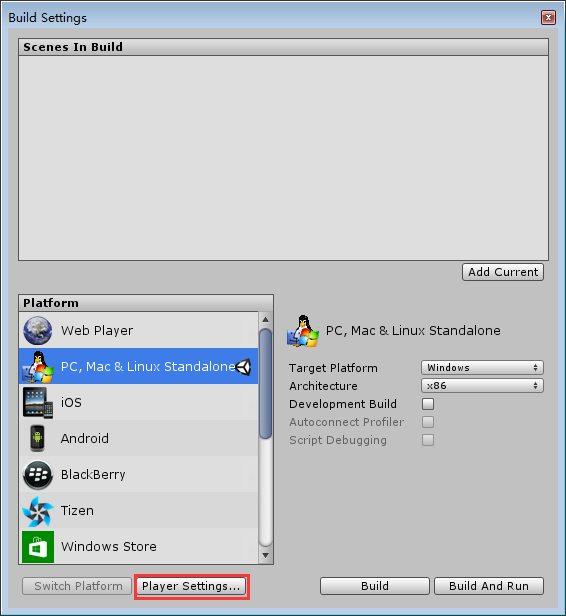 Build Settings
Scenes In Build
Add Current
Platform
Web Player
PC, Mac & Linux Standalone
iOS
Android
BlackBerry
Tizen
Windows Store
PC, Mac & Linux Standalone
Target Platform Windows
Architecture x86
Development Build
Autoconnect Profiler
Script Debugging
Switch Platform Player Settings... Build Build And Run